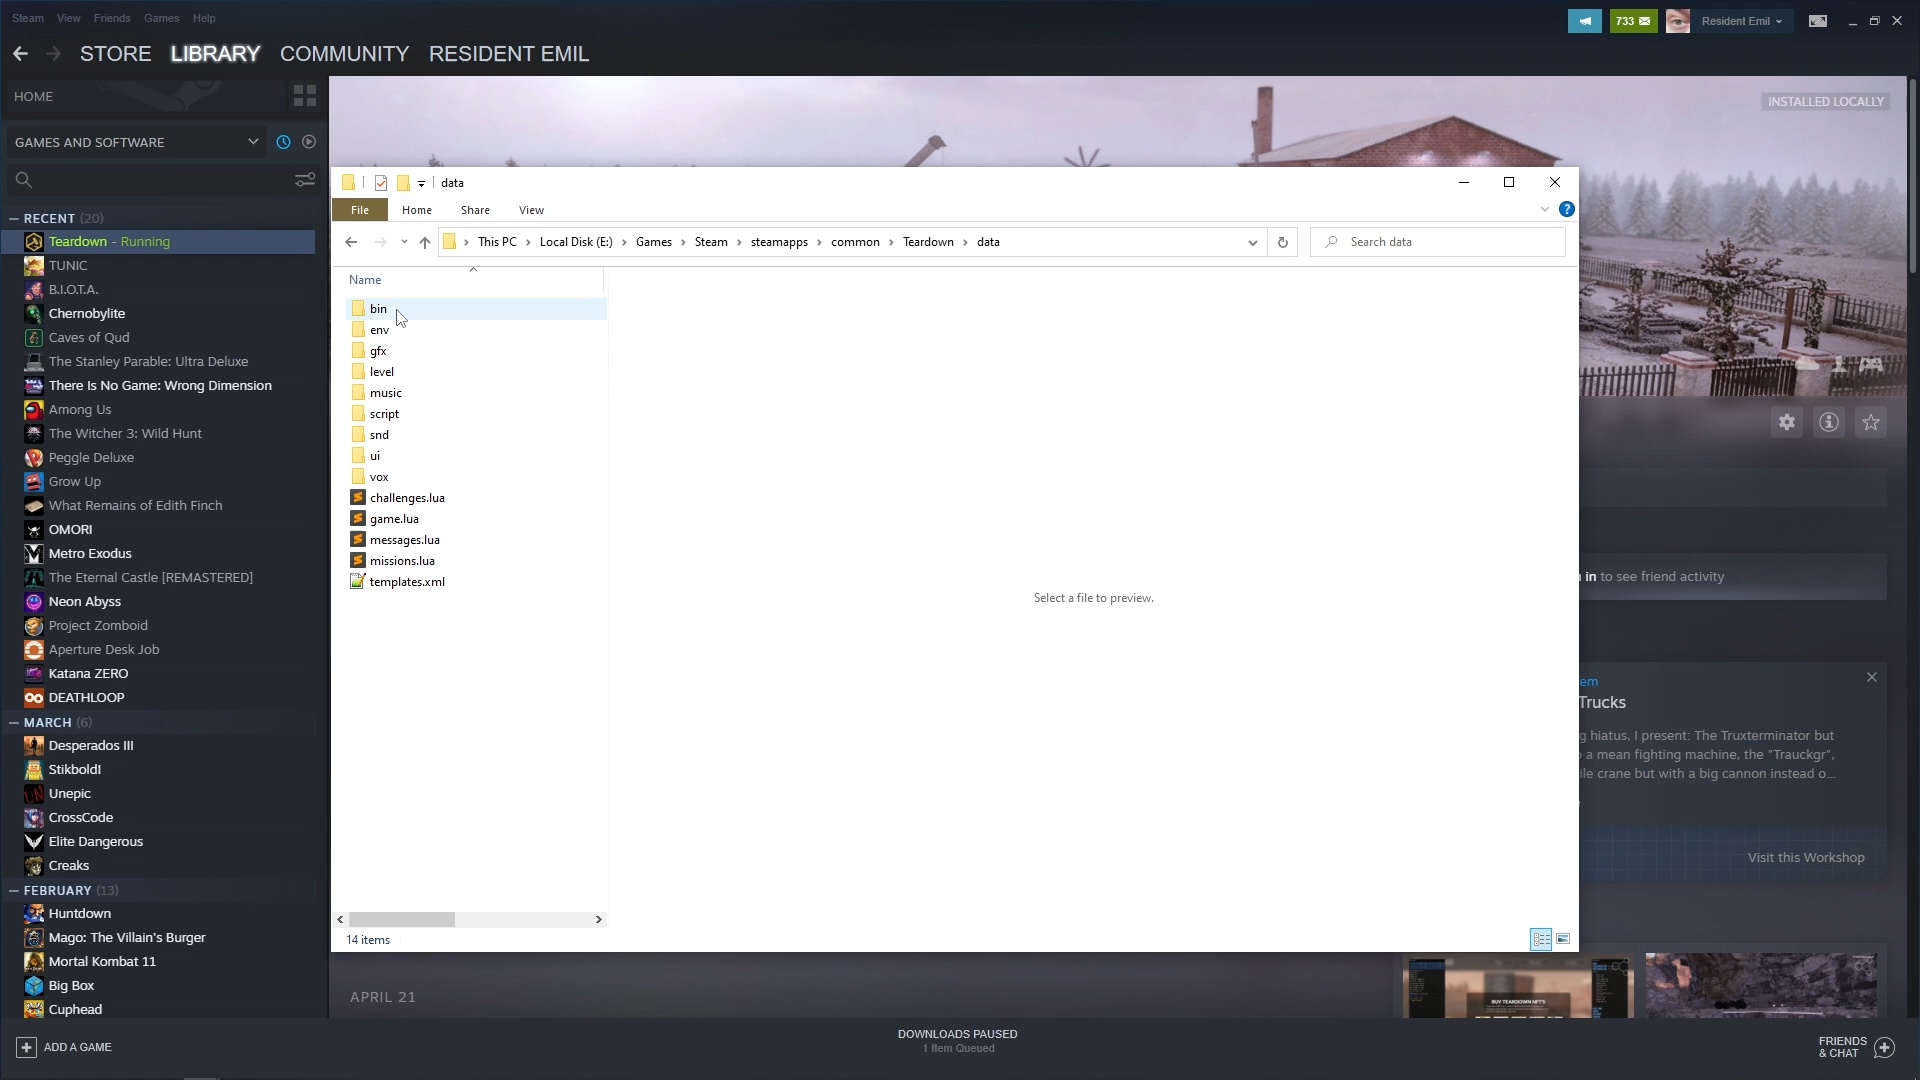 Steam View Friends Games Help
733
Resident Emil
STORE LIBRARY COMMUNITY RESIDENT EMIL
HOME
INSTALLED LOCALLY
GAMES AND SOFTWARE
RECENT (20)
Teardown - Running
TUNIC
B.I.O.T.A.
Chernobylite
Caves of Qud
The Stanley Parable: Ultra Deluxe
There Is No Game: Wrong Dimension
Among Us
The Witcher 3: Wild Hunt
Peggle Deluxe
Grow Up
What Remains of Edith Finch
OMORI
Metro Exodus
The Eternal Castle [REMASTERED]
Neon Abyss
Project Zomboid
Aperture Desk Job
Katana ZERO
DEATHLOOP
MARCH (6)
Desperados III
Stikbold!
Unepic
CrossCode
Elite Dangerous
Creaks
FEBRUARY (13)
Huntdown
Mago: The Villain's Burger
Mortal Kombat 11
Big Box
Cuphead
data
File Home Share View
This PC Local Disk (E:) Games Steam steamapps common Teardown data
Search data
Name
bin
env
gfx
level
music
script
snd
ui
vox
challenges.lua
game.lua
messages.lua
missions.lua
templates.xml
Select a file to preview.
14 items
in to see friend activity
em
Trucks
g hiatus, I present: The Truxterminator but
a mean fighting machine, the "Trauckgr",
ile crane but with a big cannon instead o...
Visit this Workshop
APRIL 21
BUY TEARDOWN NFT'S
ADD A GAME
DOWNLOADS PAUSED
1 Item Queued
FRIENDS
& CHAT